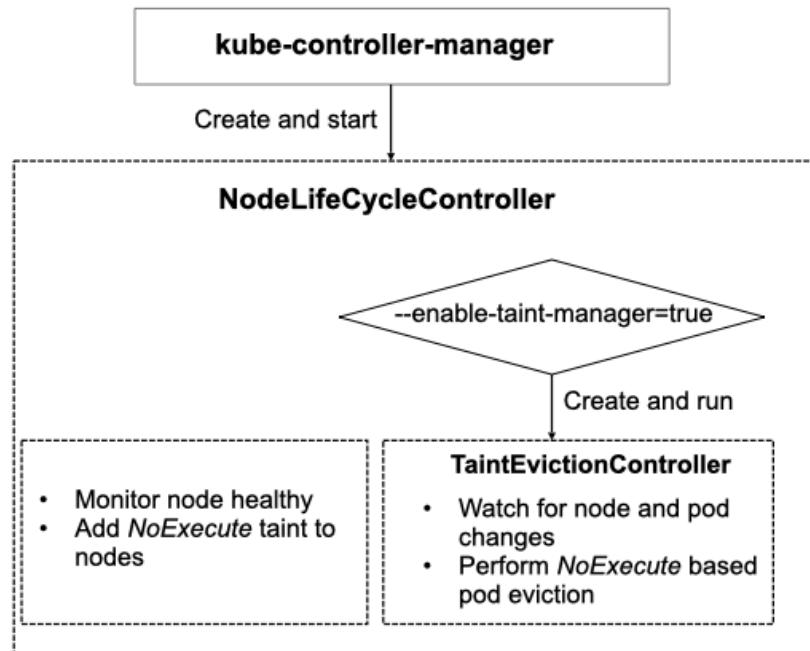 kube-controller-manager
Create and start
NodeLifeCycleController
--enable-taint-manager=true
Create and run
• Monitor node healthy
• Add NoExecute taint to
nodes
TaintEvictionController
• Watch for node and pod
changes
• Perform NoExecute based
pod eviction